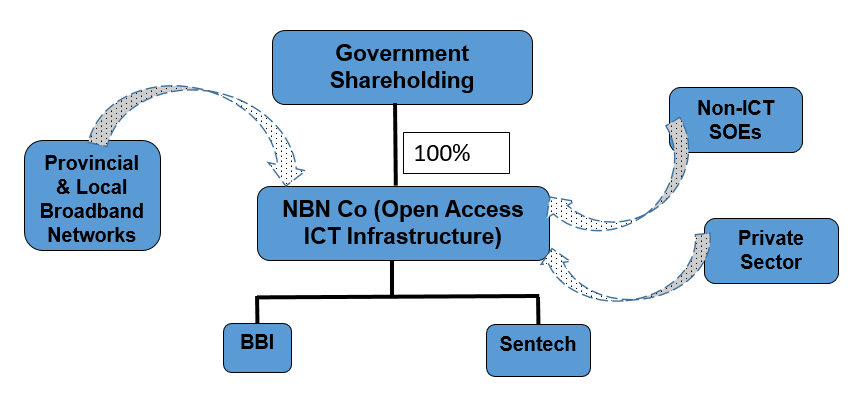 Government
Shareholding
Non-ICT
SOEs
100%
Provincial
& Local
Broadband
Networks
NBN Co (Open Access
ICT Infrastructure)
Private
Sector
BBI
Sentech